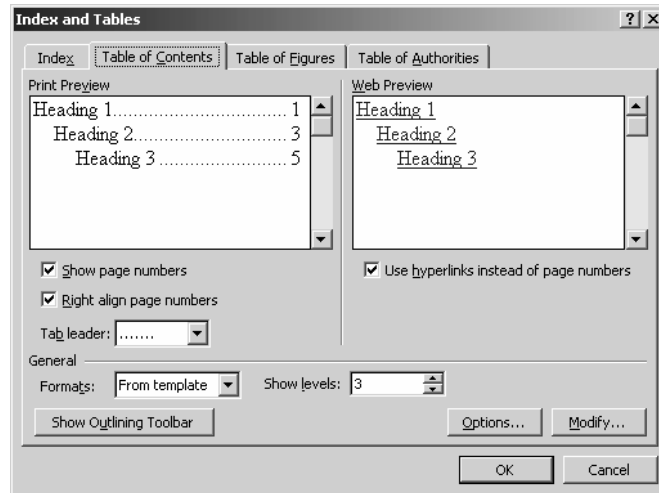 Index and Tables
Index Table of Contents Table of Figures Table of Authorities
Print Preview
Heading 1.................................... 1
Heading 2................................ 3
Heading 3 .......................... 5
Web Preview
Heading 1
Heading 2
Heading 3
Show page numbers
Right align page numbers
Use hyperlinks instead of page numbers
Tab leader: .......
General
Formats: From template Show levels: 3
Show Outlining Toolbar Options... Modify...
OK Cancel